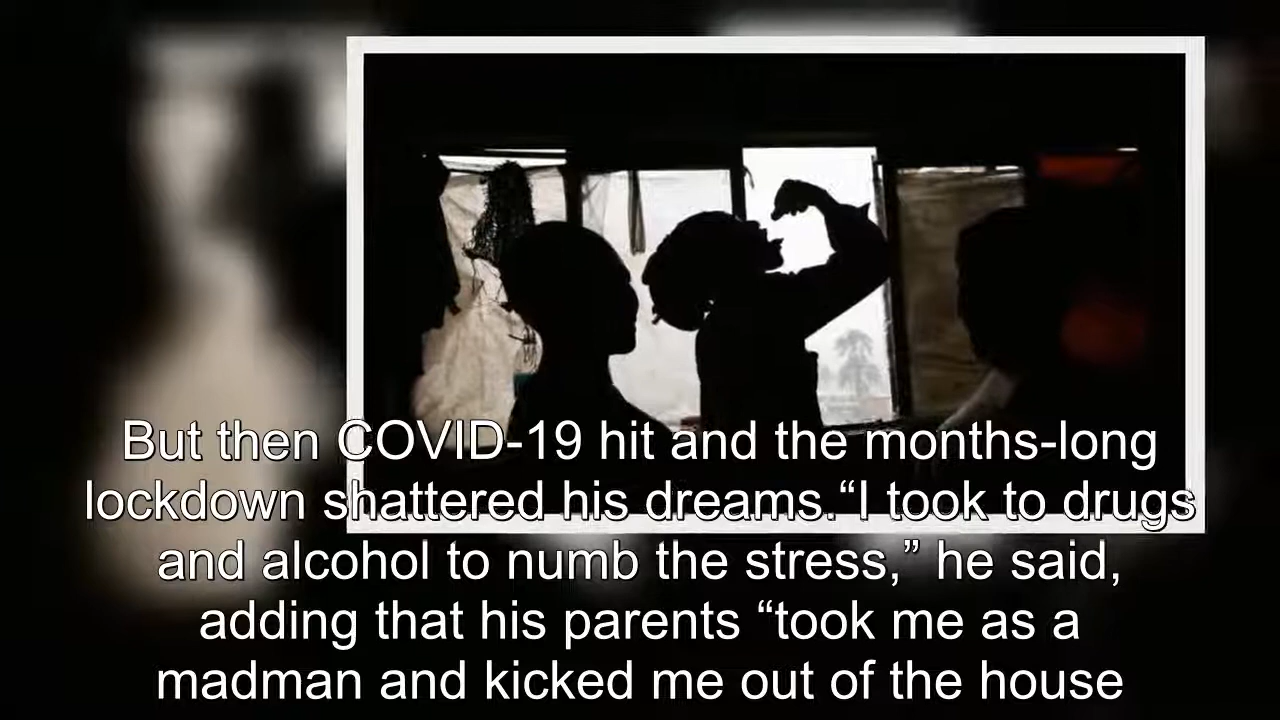 But then COVID-19 hit and the months-long
lockdown shattered his dreams.“I took to drugs
and alcohol to numb the stress,” he said,
adding that his parents “took me as a
madman and kicked me out of the house